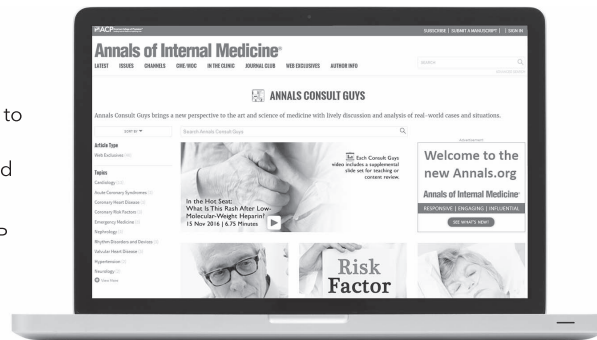 to
d
P
ACP
SUBSCRIBE | SUBMIT A MANUSCRIPT | SIGN IN
Annals of Internal Medicine®
LATEST ISSUES CHANNELS CME/MOC IN THE CLINIC JOURNAL CLUB WEB EXCLUSIVES AUTHOR INFO
SEARCH
ANNALS CONSULT GUYS
Annals Consult Guys brings a new perspective to the art and science of medicine with lively discussion and analysis of real-world cases and situations.
SORT BY
Search Annals Consult Guys
Article Type
Web Exclusives
Topics
Cardiology
Acute Coronary Syndromes
Coronary Heart Disease
Coronary Risk Factors
Emergency Medicine
Nephrology
Rhythm Disorders and Devices
Valvular Heart Disease
Hypertension
Neurology
View More
Each Consult Guys
video includes a supplemental
slide set for teaching or
content review.
In the Hot Seat:
What Is This Rash After Low-
Molecular-Weight Heparin?
15 Nov 2016 | 6.75 Minutes
Advertisement
Welcome to the
new Annals.org
Annals of Internal Medicine®
RESPONSIVE | ENGAGING | INFLUENTIAL
SEE WHAT'S NEW!
Risk
Factor